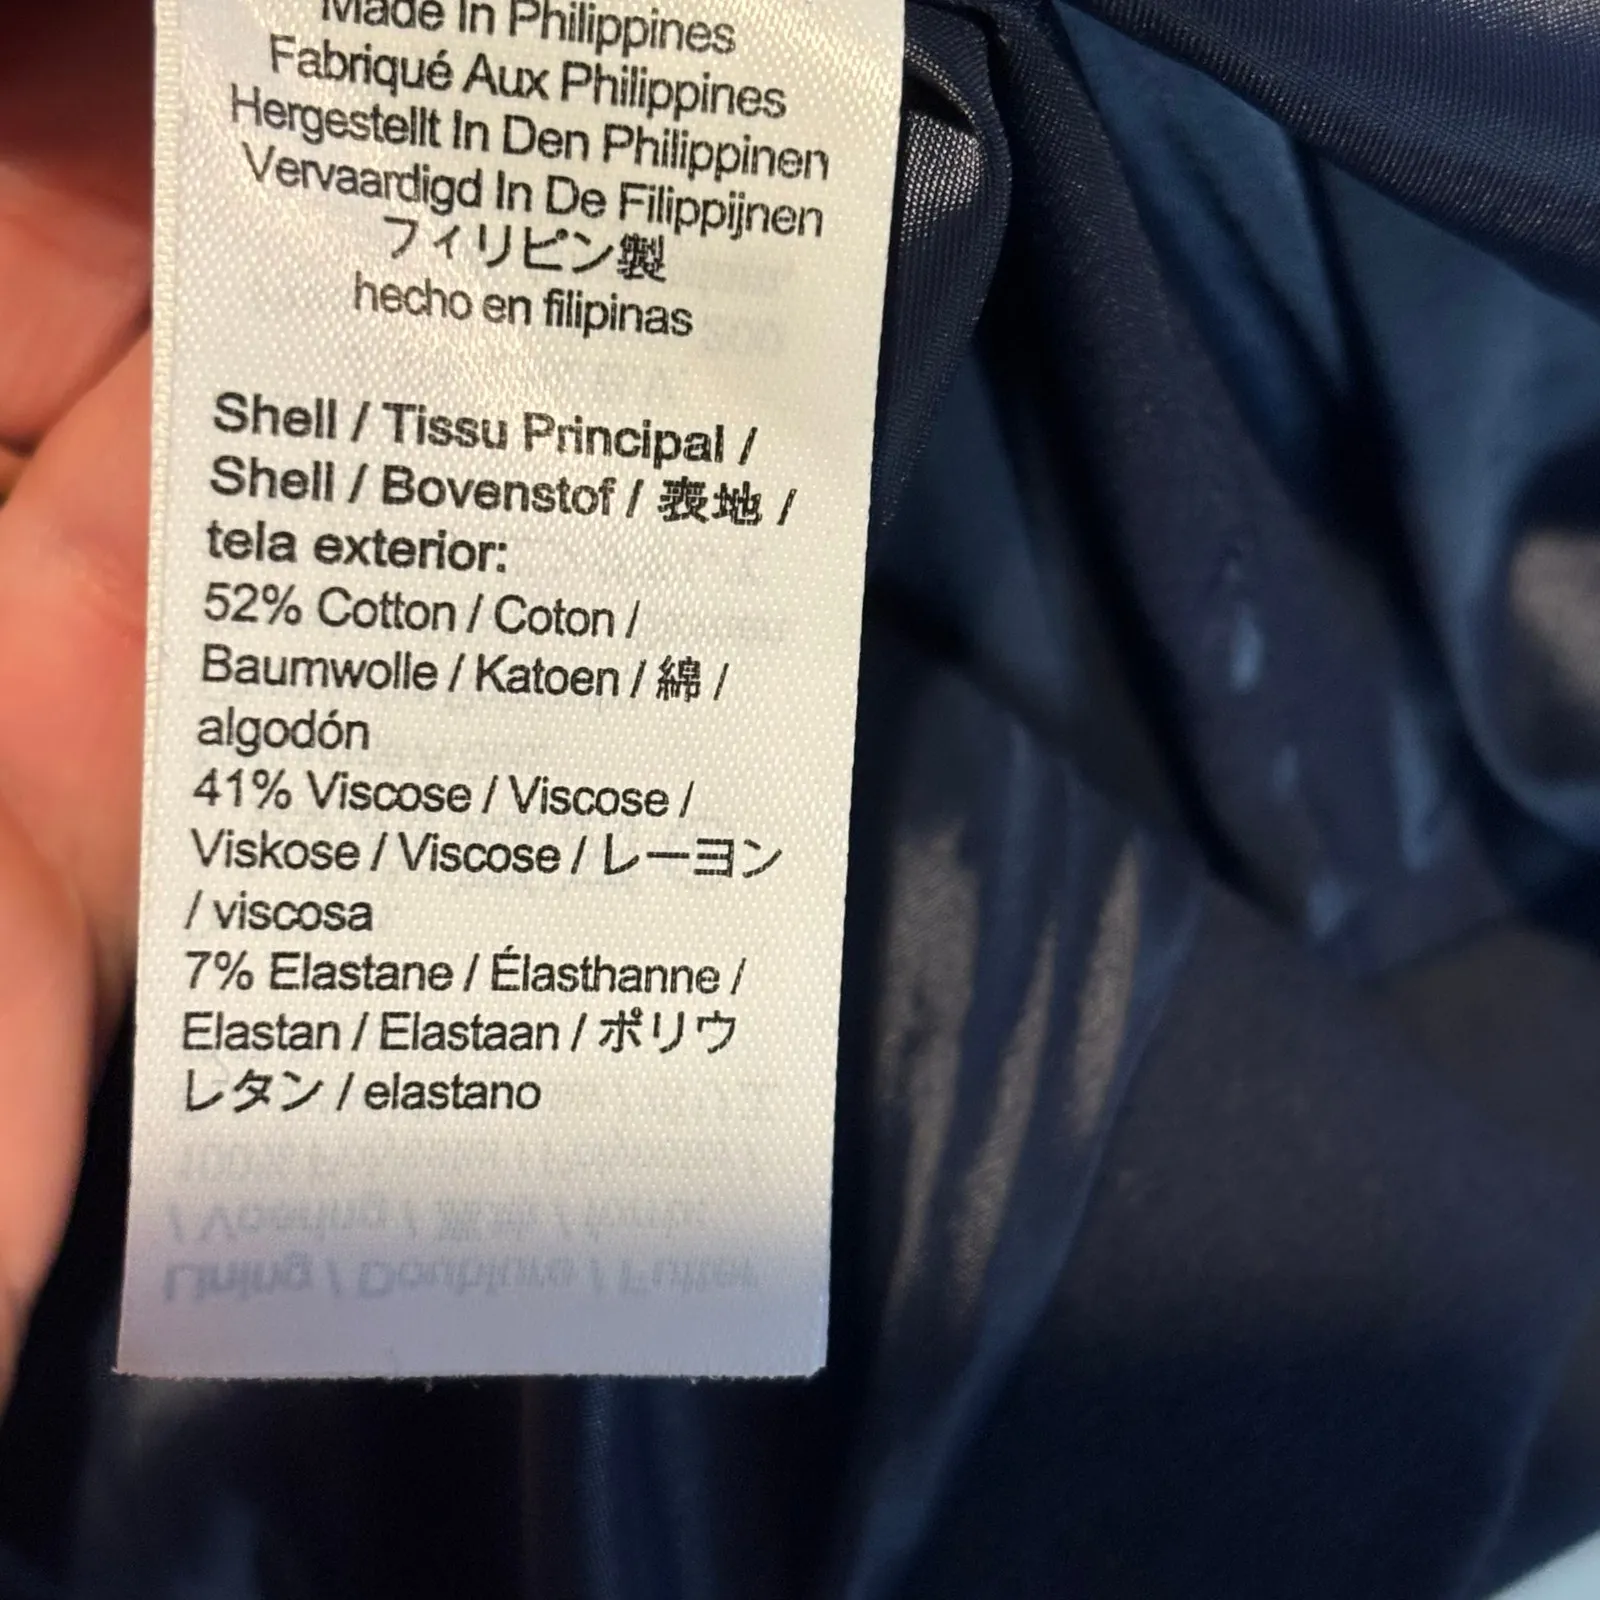 Made In Philippines
Fabriqué Aux Philippines
Hergestellt In Den Philippinen
Vervaardigd In De Filippijnen
フィリピン製
hecho en filipinas
Shell / Tissu Principal /
Shell / Bovenstof / 表地 /
tela exterior:
52% Cotton / Coton /
Baumwolle / Katoen / 綿 /
algodón
41% Viscose / Viscose /
Viskose / Viscose / レーヨン
/ viscosa
7% Elastane / Élasthanne /
Elastan / Elastaan / ポリウ
レタン / elastano